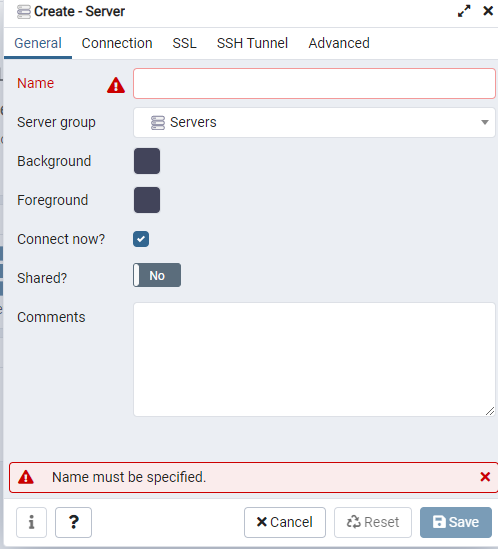 Create - Server
General Connection SSL SSH Tunnel Advanced
Name
Server group Servers
Background
Foreground
Connect now?
Shared? No
Comments
Name must be specified.
i ? Cancel Reset Save